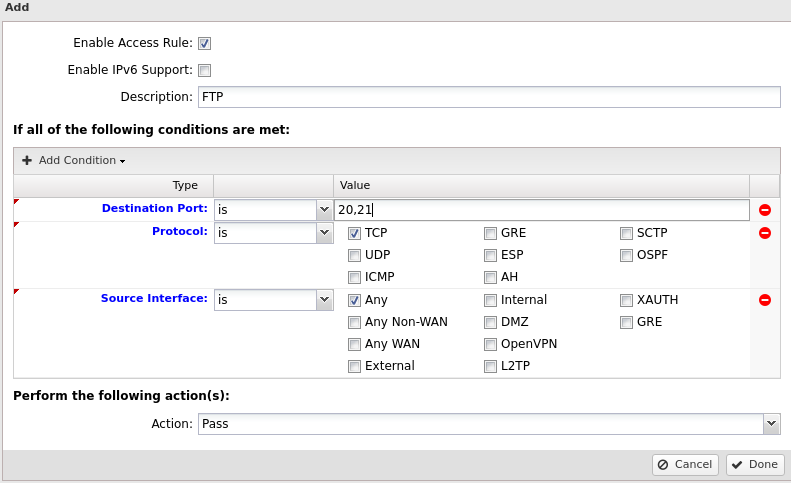 Add
Enable Access Rule:
Enable IPv6 Support:
Description: FTP
If all of the following conditions are met:
Add Condition
Type Value
Destination Port: is 20,21
Protocol: is TCP GRE SCTP
UDP ESP OSPF
ICMP AH
Source Interface: is Any Internal XAUTH
Any Non-WAN DMZ GRE
Any WAN OpenVPN
External L2TP
Perform the following action(s):
Action: Pass
Cancel Done